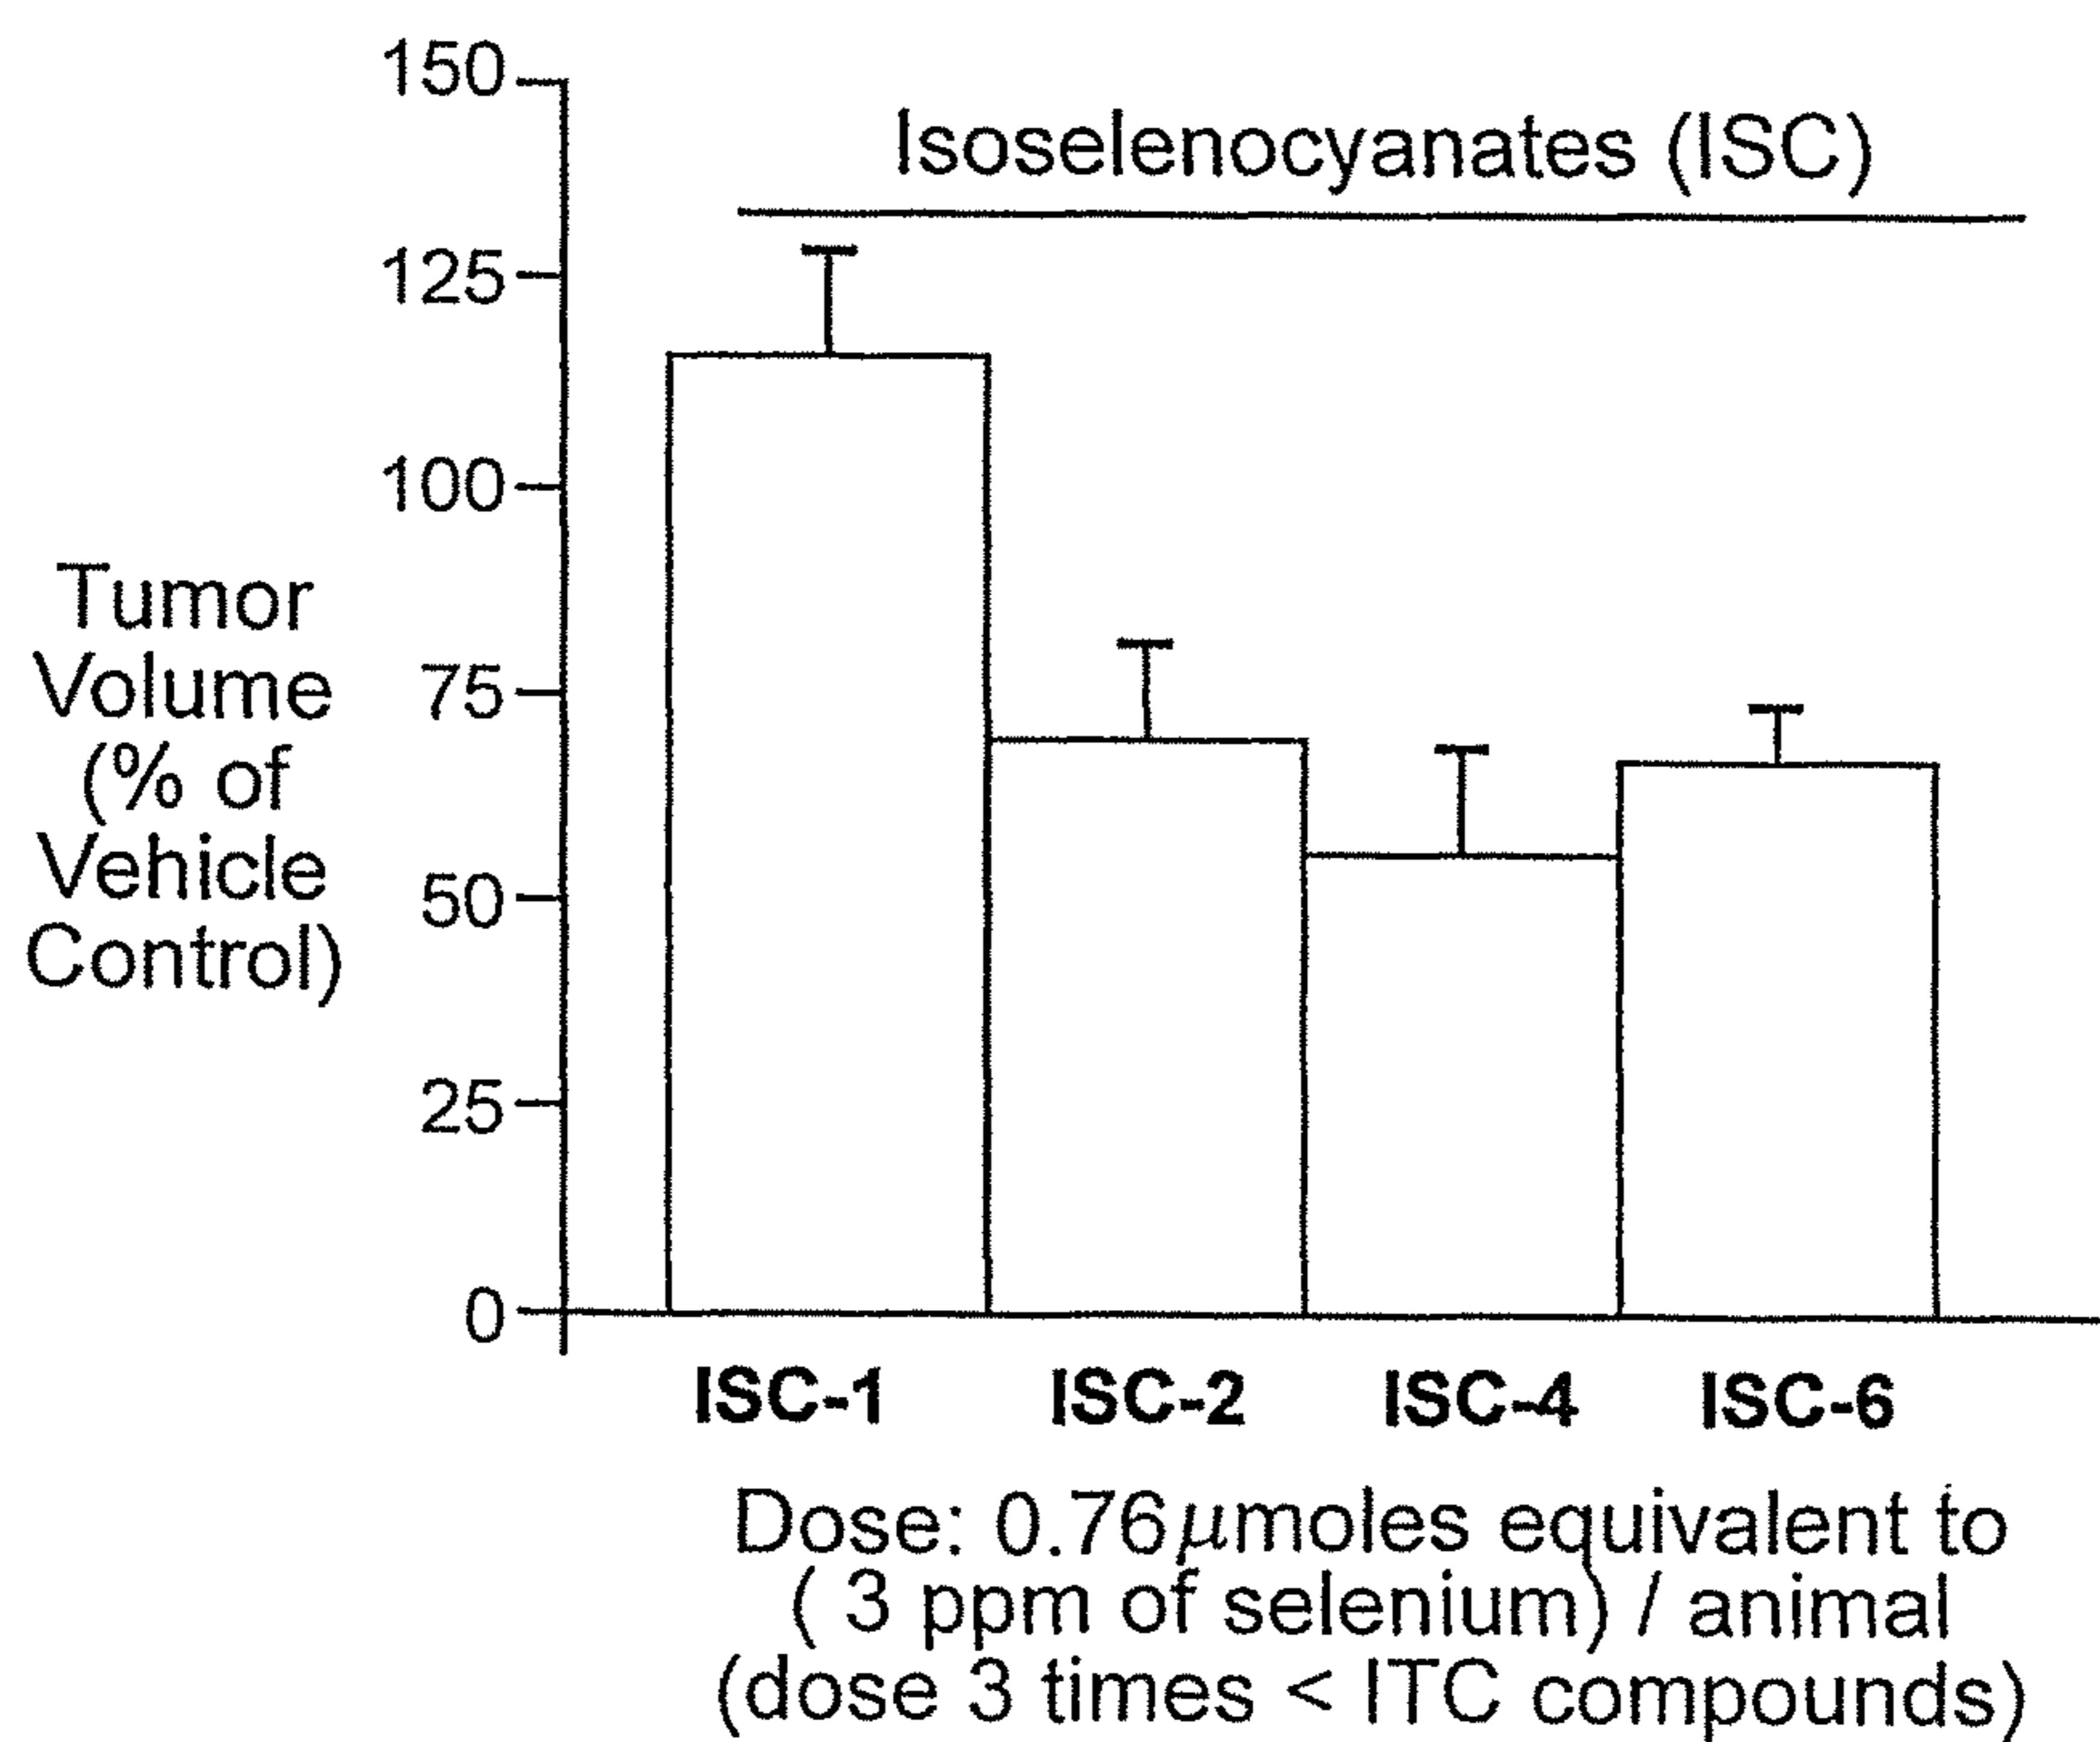 150
Isoselenocyanates (ISC)
125
100
75
50
25
0
Tumor
Volume
(% of
Vehicle
Control)
ISC-1 ISC-2 ISC-4 ISC-6
Dose: 0.76μmoles equivalent to
( 3 ppm of selenium) / animal
(dose 3 times < ITC compounds)